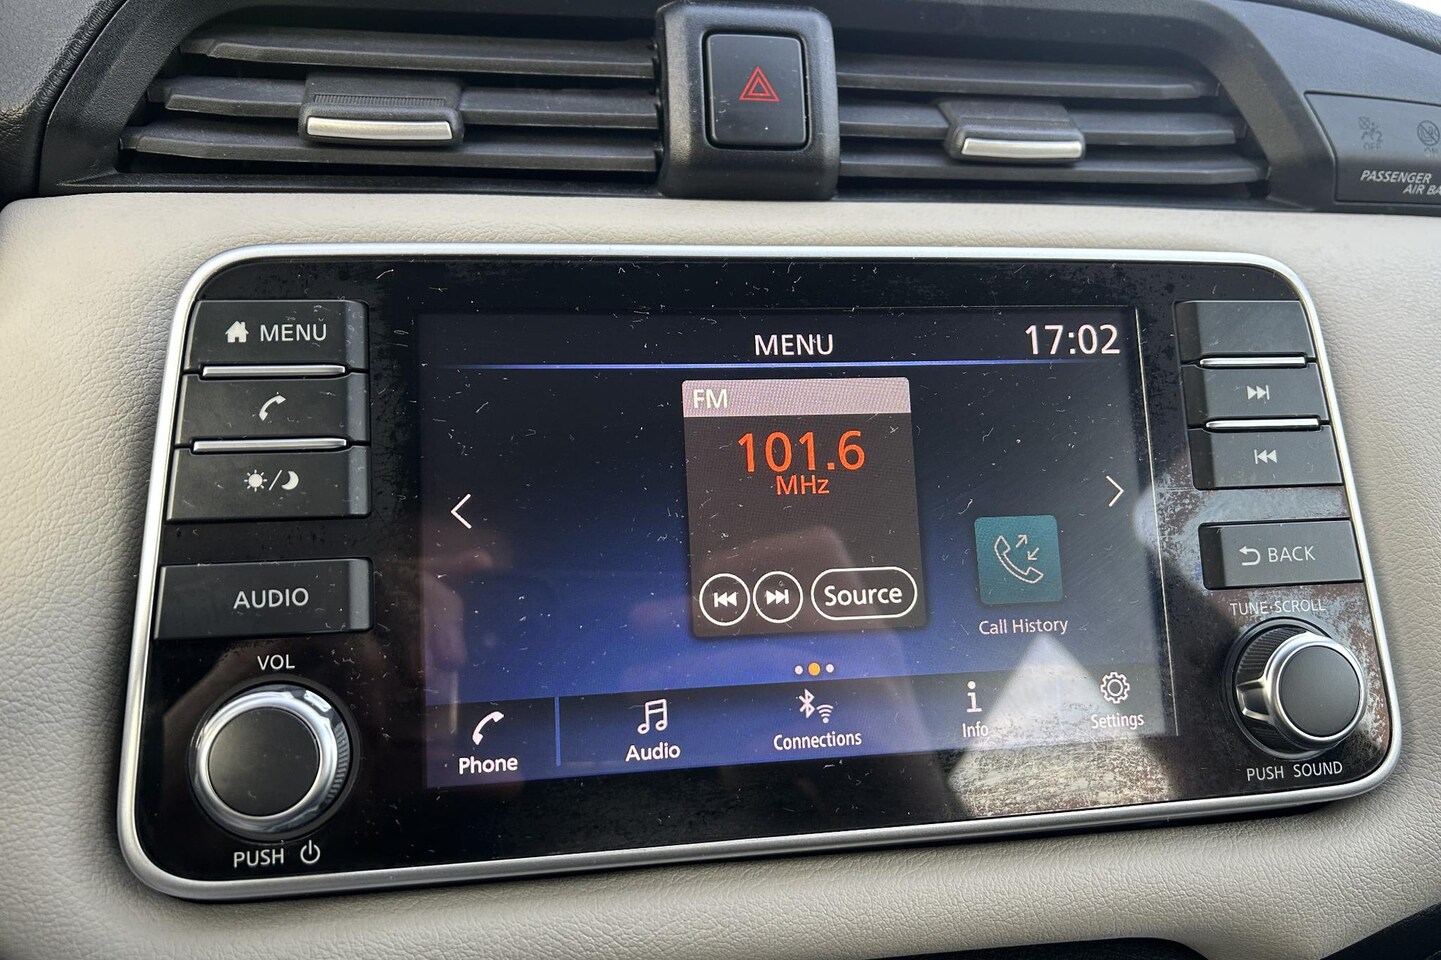 PASSENGER
AIR BA
MENU
MENU
17:02
FM
101.6
MHz
Source
Call History
AUDIO
BACK
TUNE·SCROLL
VOL
Phone
Audio
Connections
Info
Settings
PUSH
PUSH SOUND